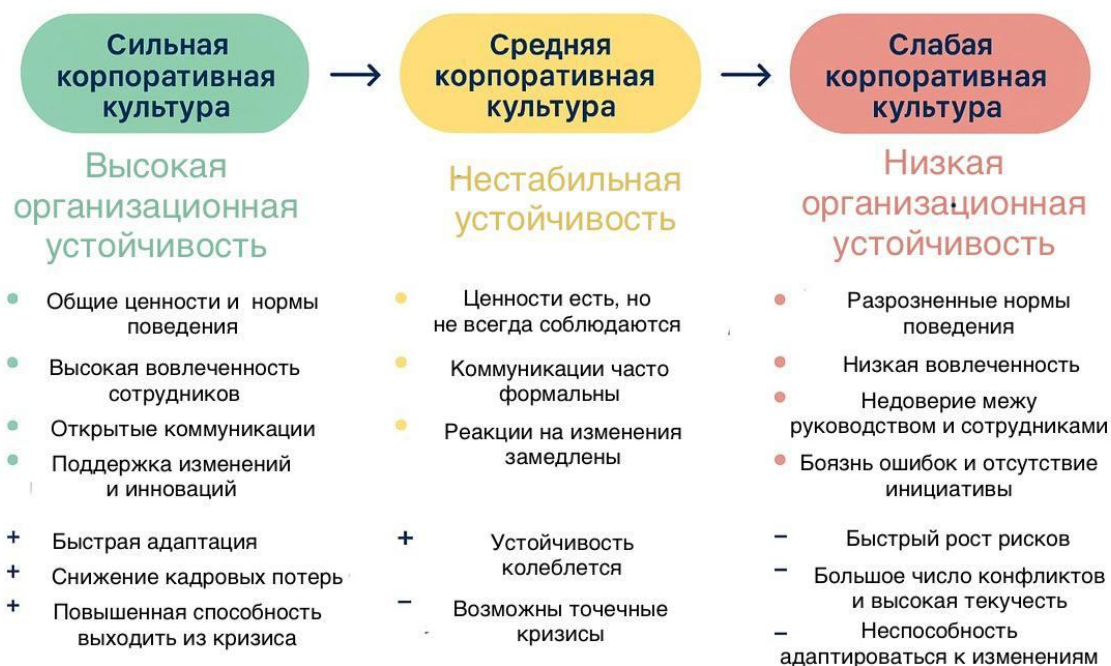 Сильная
корпоративная
культура
→
Средняя
корпоративная
культура
→
Слабая
корпоративная
культура
Высокая
организационная
устойчивость
Нестабильная
устойчивость
Низкая
организационная
устойчивость
• Общие ценности и нормы
поведения
• Высокая вовлеченность
сотрудников
• Открытые коммуникации
• Поддержка изменений
и инноваций
+ Быстрая адаптация
+ Снижение кадровых потерь
+ Повышенная способность
выходить из кризиса
• Ценности есть, но
не всегда соблюдаются
• Коммуникации часто
формальны
• Реакции на изменения
замедлены
+ Устойчивость
колеблется
– Возможны точечные
кризисы
• Разрозненные нормы
поведения
• Низкая вовлеченность
• Недоверие межу
руководством и сотрудниками
• Боязнь ошибок и отсутствие
инициативы
– Быстрый рост рисков
– Большое число конфликтов
и высокая текучесть
– Неспособность
адаптироваться к изменениям